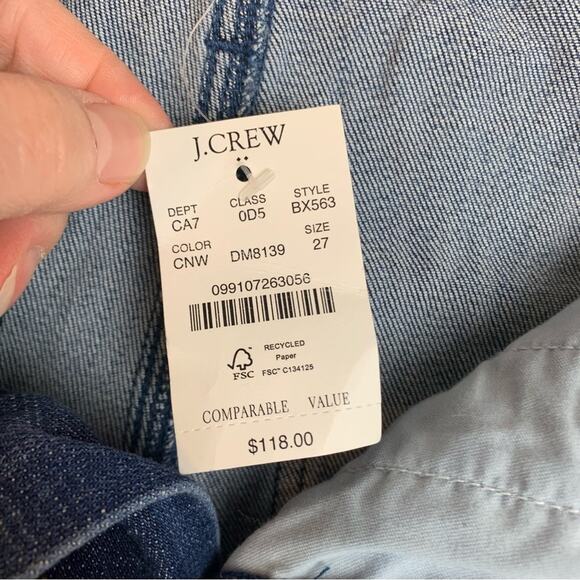 J.CREW
DEPT CLASS STYLE
CA7 0D5 BX563
COLOR SIZE
CNW DM8139 27
099107263056
RECYCLED
Paper
FSC™ C134125
FSC
COMPARABLE VALUE
$118.00